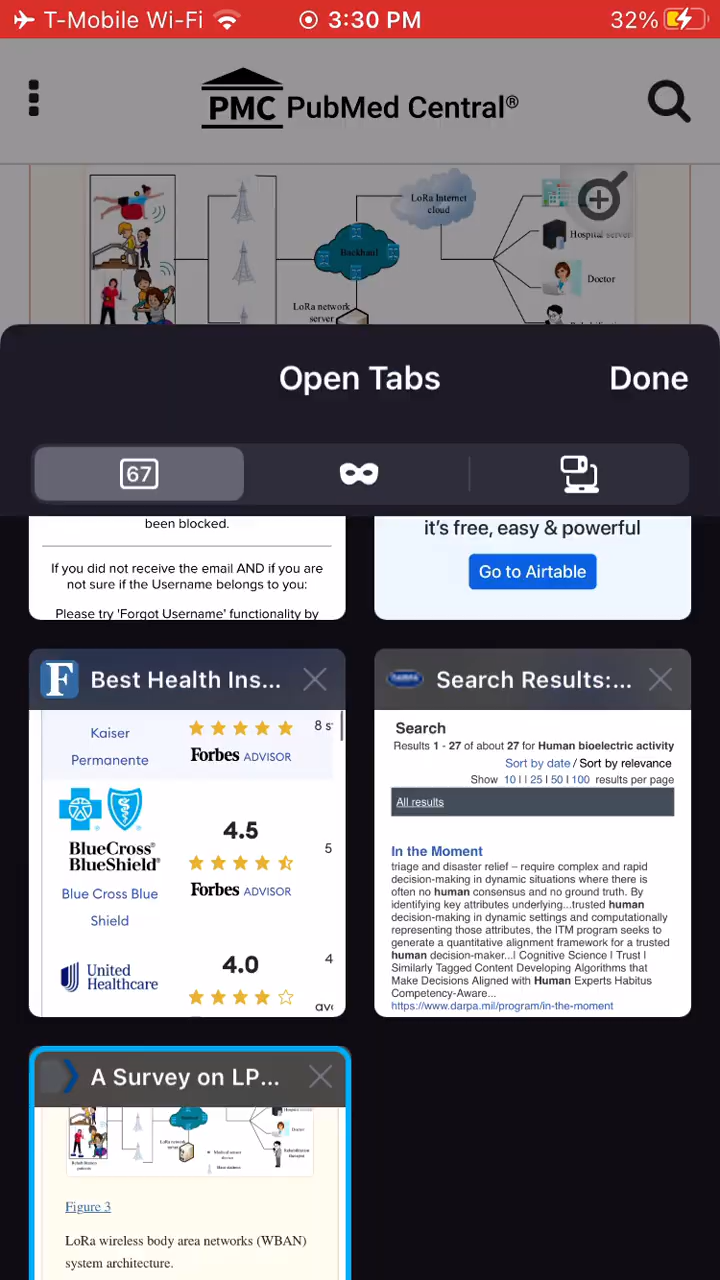 T-Mobile Wi-Fi 3:30 PM 32%
PMC PubMed Central®
LoRa Internet
cloud
Hospital server
Backhaul
Doctor
LoRa network
server
Open Tabs Done
67
been blocked.
If you did not receive the email AND if you are
not sure if the Username belongs to you:
Please try 'Forgot Username' functionality by
it's free, easy & powerful
Go to Airtable
F Best Health Ins...
Kaiser
Permanente
8 s
Forbes ADVISOR
BlueCross®
BlueShield®
Blue Cross Blue
Shield
4.5
5
Forbes ADVISOR
United
Healthcare
4.0
4
av
Search Results:...
Search
Results 1 - 27 of about 27 for Human bioelectric activity
Sort by date / Sort by relevance
Show 10 | | 25 | 50 | 100 results per page
All results
In the Moment
triage and disaster relief – require complex and rapid
decision-making in dynamic situations where there is
often no human consensus and no ground truth. By
identifying key attributes underlying...trusted human
decision-making in dynamic settings and computationally
representing those attributes, the ITM program seeks to
generate a quantitative alignment framework for a trusted
human decision-maker...| Cognitive Science | Trust |
Similarly Tagged Content Developing Algorithms that
Make Decisions Aligned with Human Experts Habitus
Competency-Aware...
https://www.darpa.mil/program/in-the-moment
A Survey on LP...
Doctor
Figure 3
LoRa wireless body area networks (WBAN)
system architecture.